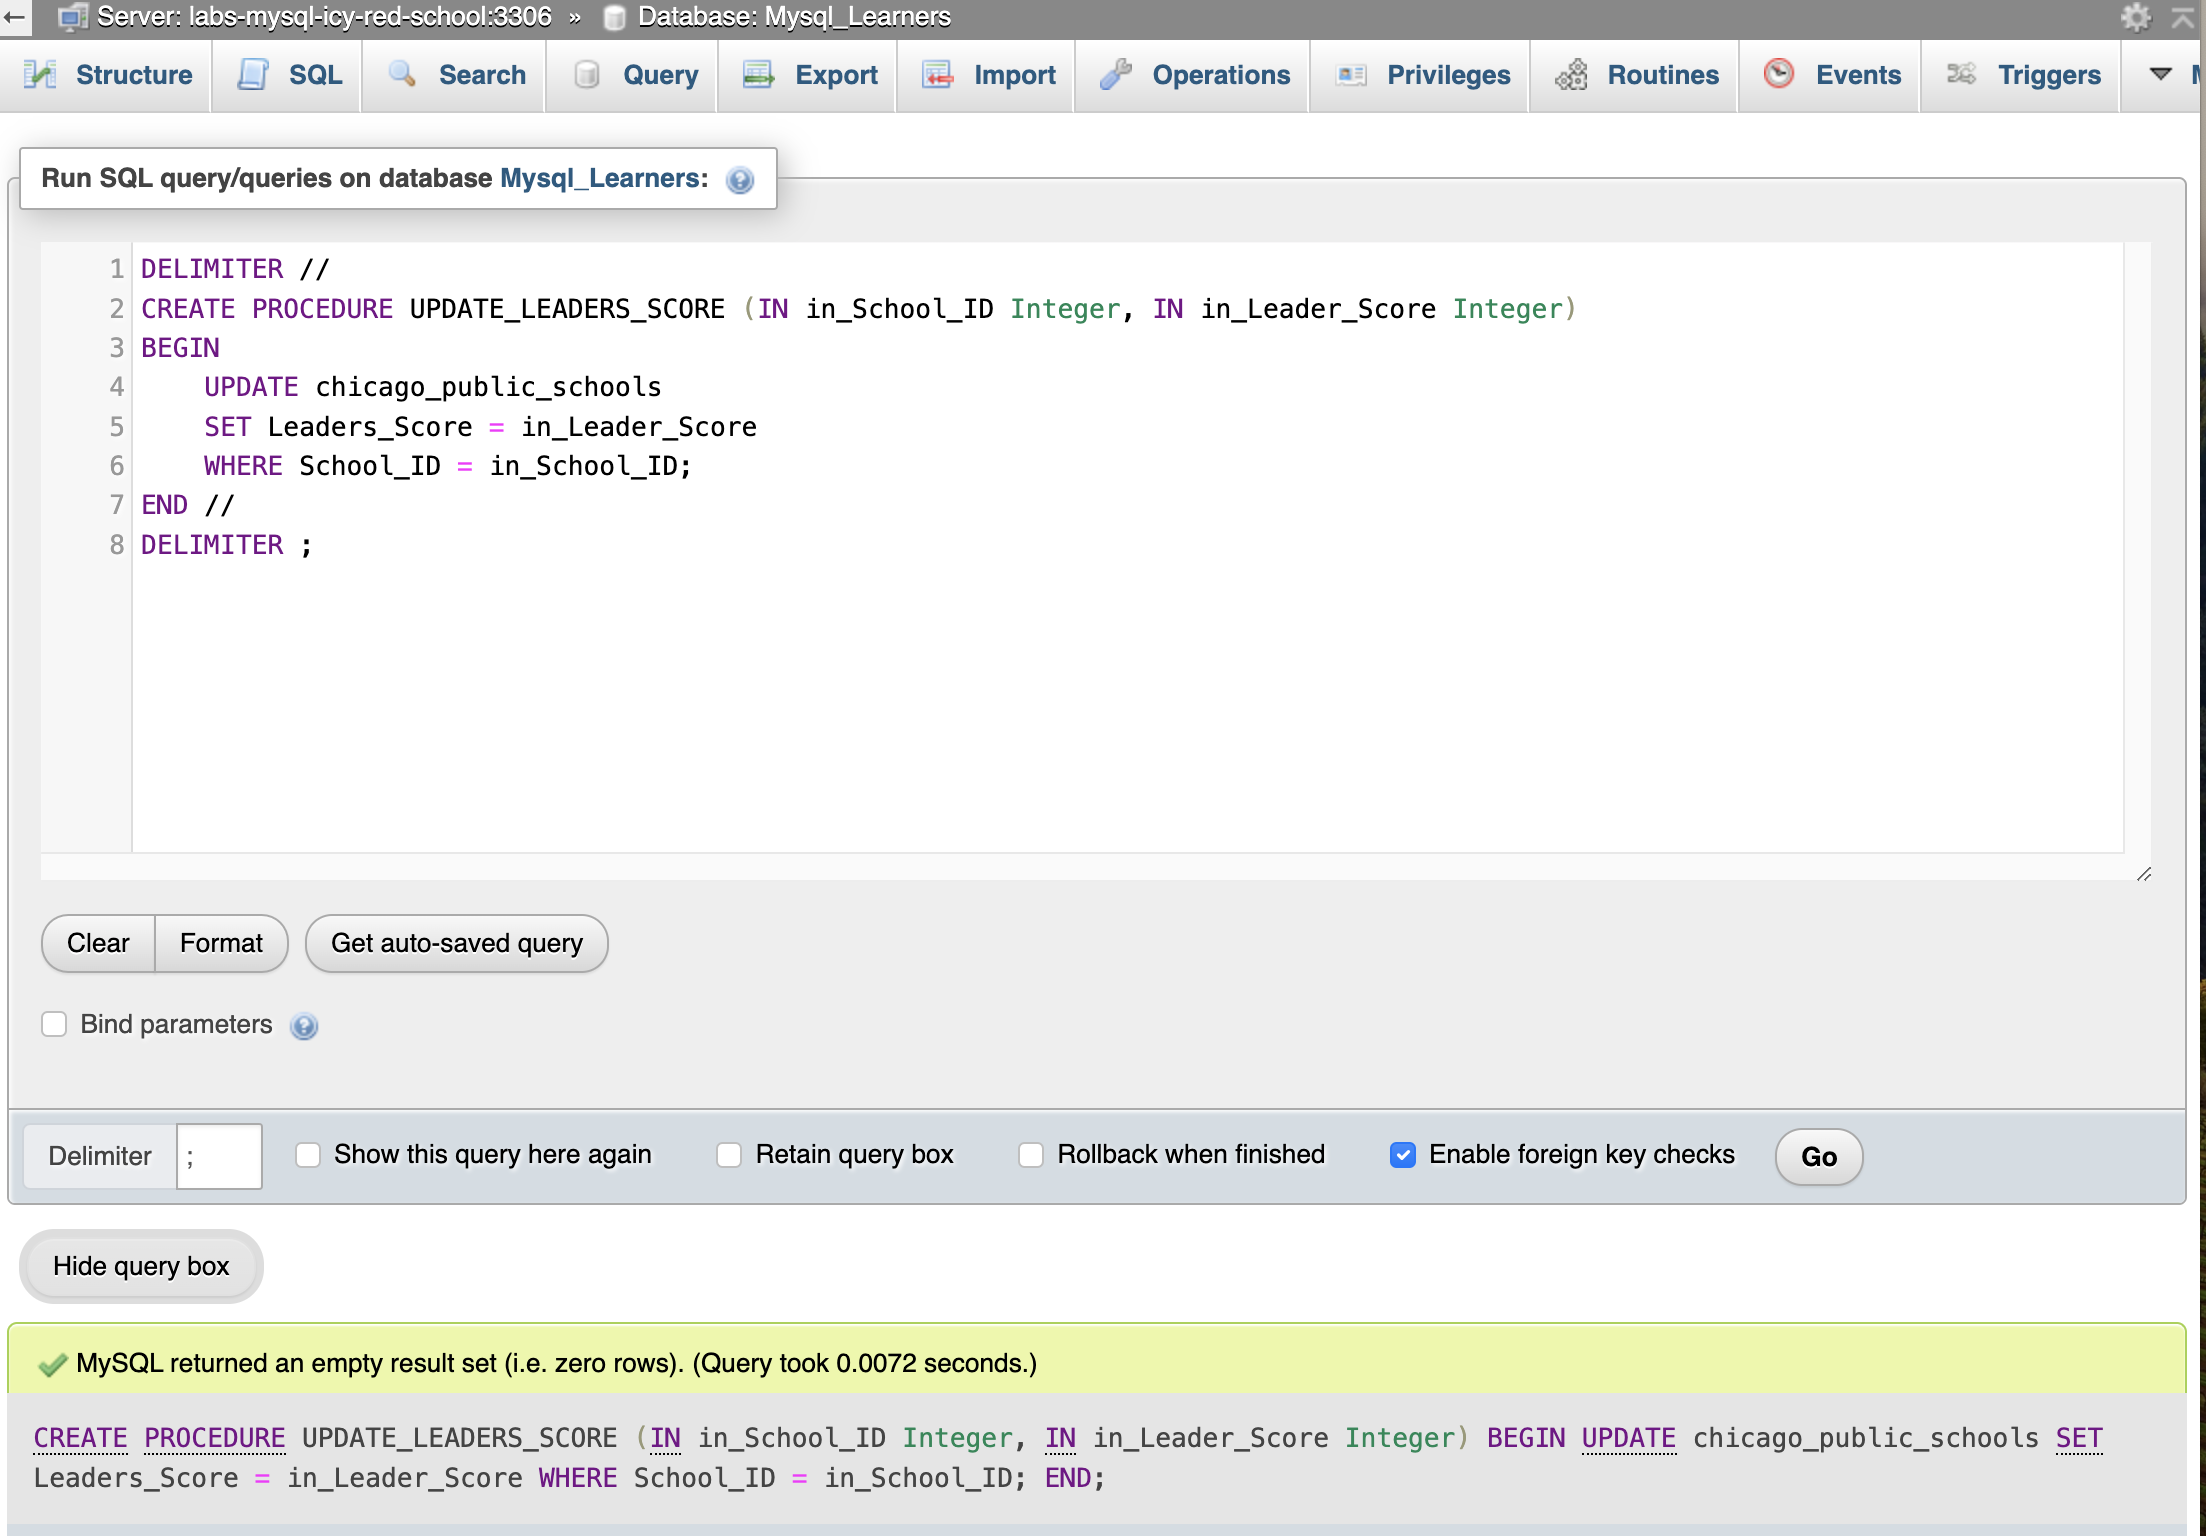 Server: labs-mysql-icy-red-school:3306 » Database: Mysql_Learners
Structure SQL Search Query Export Import Operations Privileges Routines Events Triggers
Run SQL query/queries on database Mysql_Learners:
1 DELIMITER //
2 CREATE PROCEDURE UPDATE_LEADERS_SCORE (IN in_School_ID Integer, IN in_Leader_Score Integer)
3 BEGIN
4 UPDATE chicago_public_schools
5 SET Leaders_Score = in_Leader_Score
6 WHERE School_ID = in_School_ID;
7 END //
8 DELIMITER ;
Clear Format Get auto-saved query
Bind parameters
Delimiter ; Show this query here again Retain query box Rollback when finished Enable foreign key checks Go
Hide query box
MySQL returned an empty result set (i.e. zero rows). (Query took 0.0072 seconds.)
CREATE PROCEDURE UPDATE_LEADERS_SCORE (IN in_School_ID Integer, IN in_Leader_Score Integer) BEGIN UPDATE chicago_public_schools SET
Leaders_Score = in_Leader_Score WHERE School_ID = in_School_ID; END;